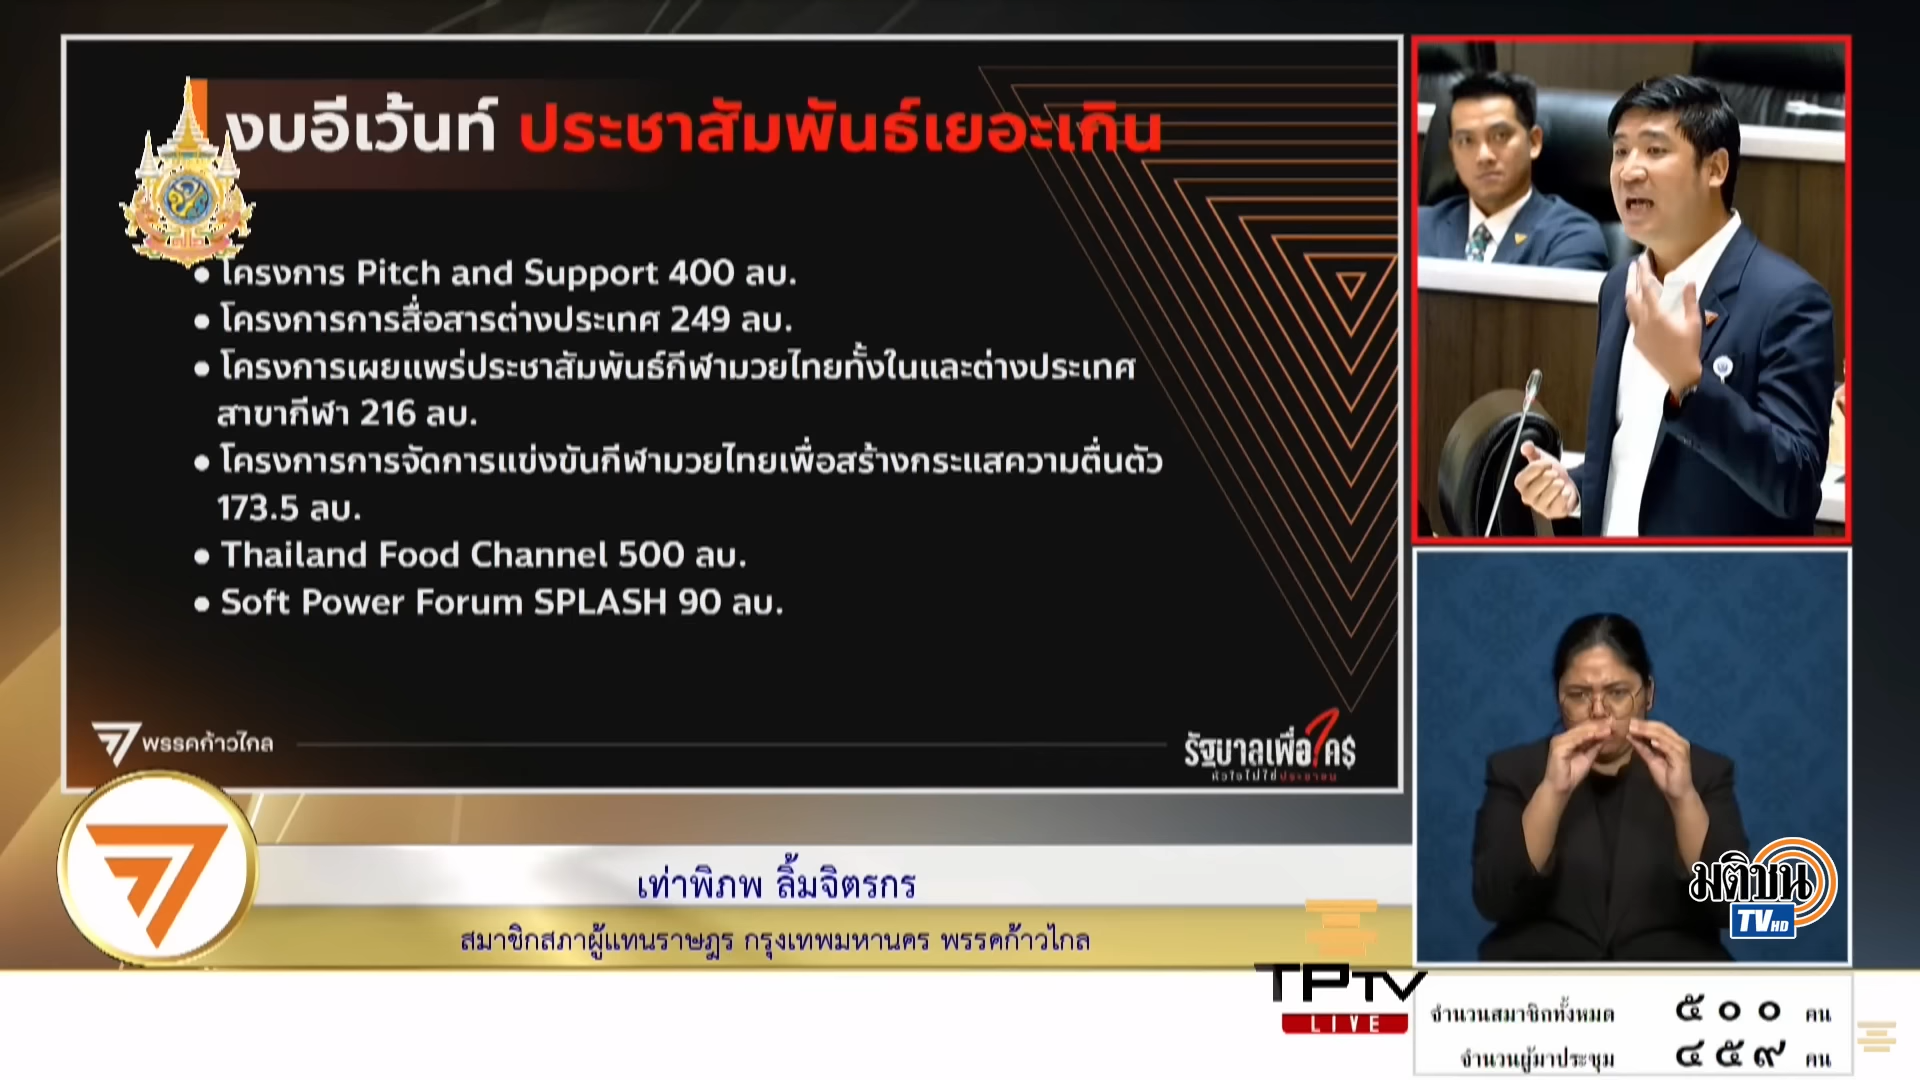 งบอีเว้นท์ ประชาสัมพันธ์เยอะเกิน
● โครงการ Pitch and Support 400 ลบ.
● โครงการการสื่อสารต่างประเทศ 249 ลบ.
● โครงการเผยแพร่ประชาสัมพันธ์กีฬามวยไทยทั้งในและต่างประเทศ
สาขากีฬา 216 ลบ.
● โครงการการจัดการแข่งขันกีฬามวยไทยเพื่อสร้างกระแสความตื่นตัว
173.5 ลบ.
● Thailand Food Channel 500 ลบ.
● Soft Power Forum SPLASH 90 ลบ.
พรรคก้าวไกล
รัฐบาลเพื่อใคร$
หัวใจไม่ใช่ประชาชน
เท่าพิภพ ลิ้มจิตรกร
สมาชิกสภาผู้แทนราษฎร กรุงเทพมหานคร พรรคก้าวไกล
มติชน
TV HD
TPTV
LIVE
จำนวนสมาชิกทั้งหมด ๕๐๐ คน
จำนวนผู้มาประชุม ๔๕๙ คน